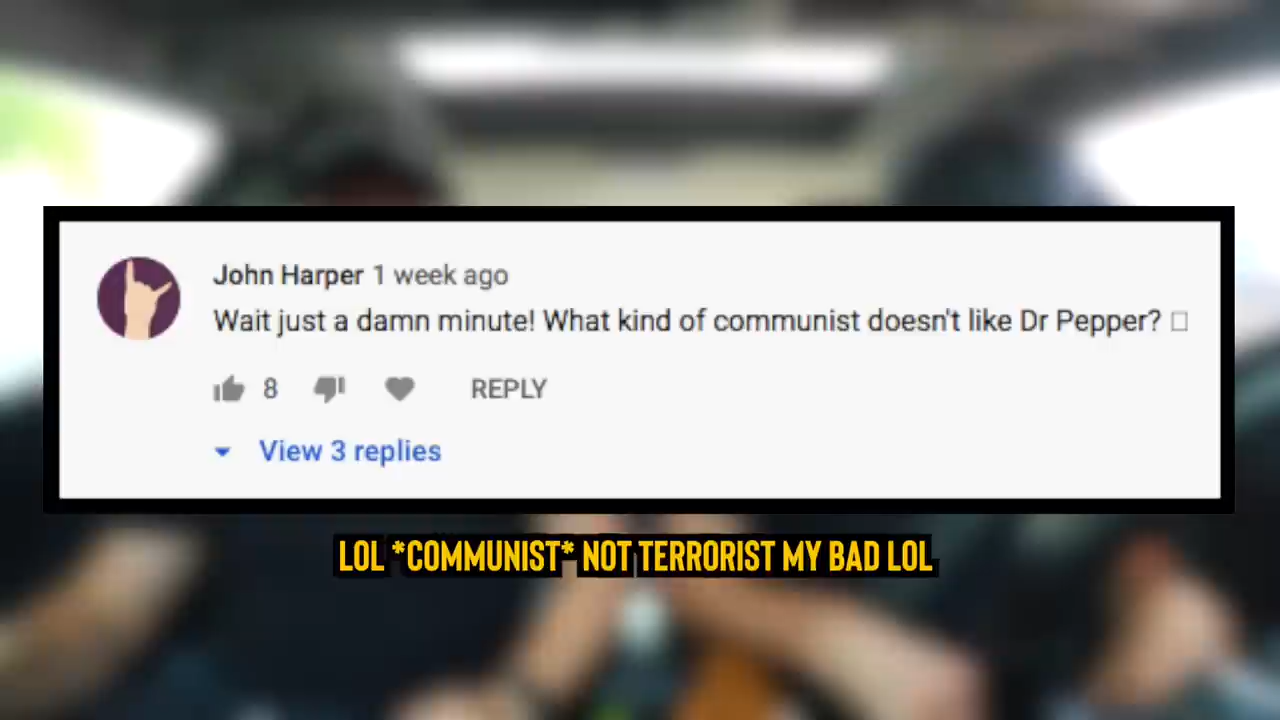 John Harper 1 week ago
Wait just a damn minute! What kind of communist doesn't like Dr Pepper? □
8
REPLY
View 3 replies
LOL *COMMUNIST* NOT TERRORIST MY BAD LOL